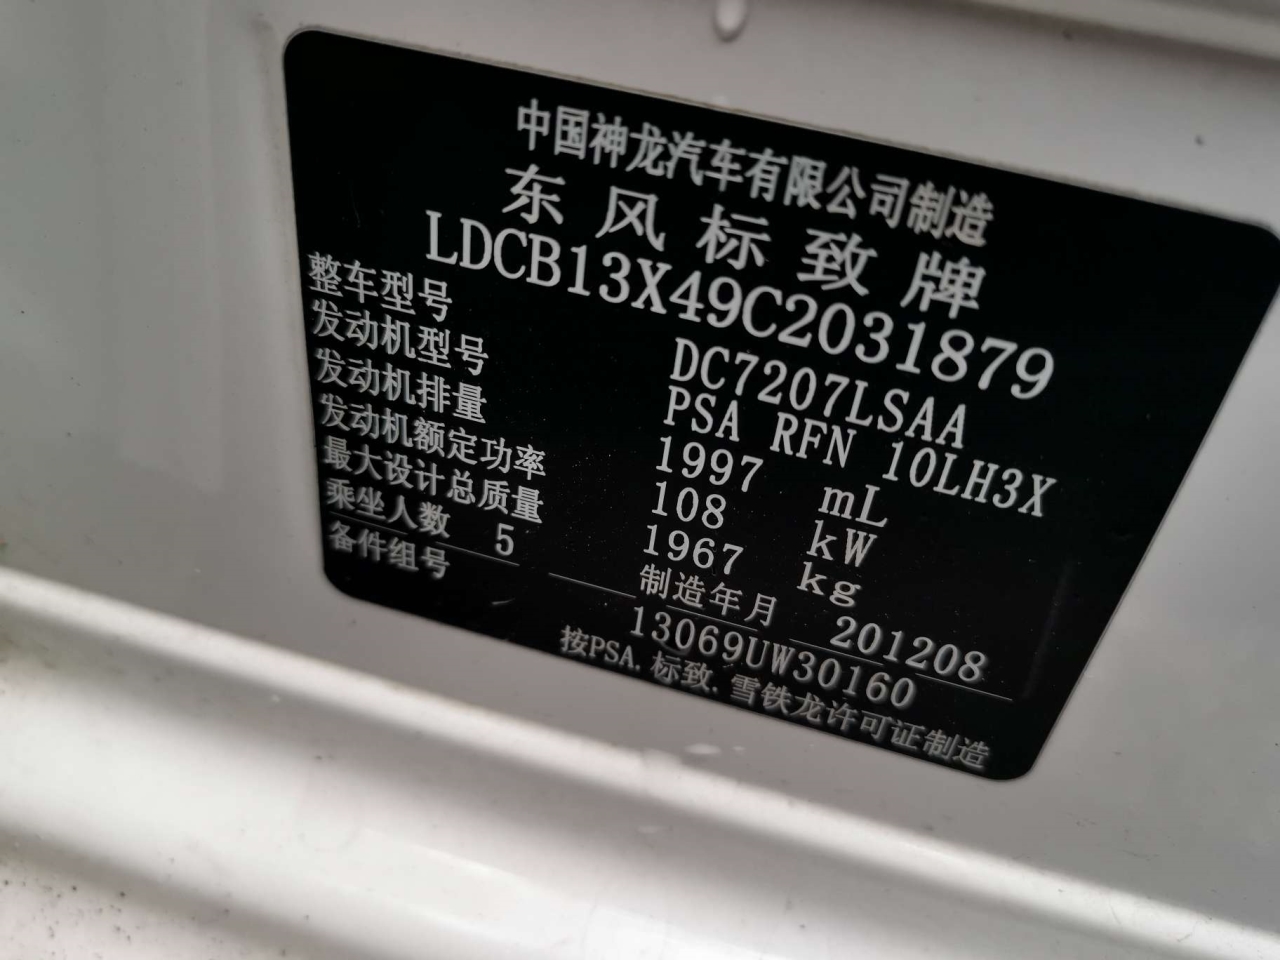 中国神龙汽车有限公司制造
东风标致牌
LDCB13X49C2031879
整车型号 DC7207LSAA
发动机型号 PSA RFN 10LH3X
发动机排量 1997 mL
发动机额定功率 108 kW
最大设计总质量 1967 kg
乘坐人数 5 制造年月 201208
备件组号 13069UW30160
按PSA.标致.雪铁龙许可证制造